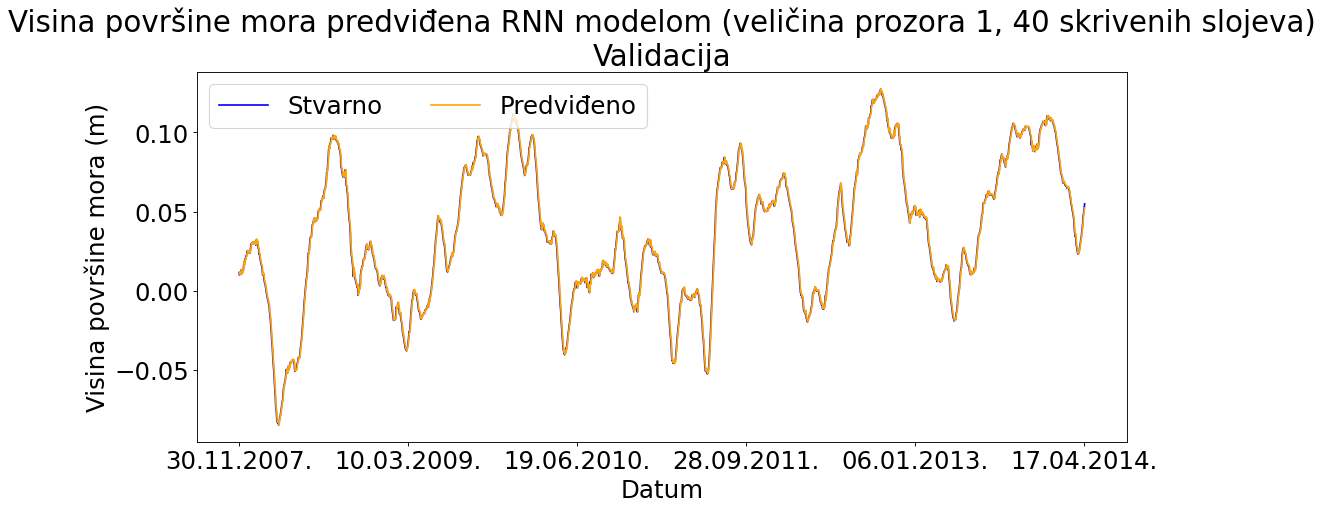 Visina površine mora predviđena RNN modelom (veličina prozora 1, 40 skrivenih slojeva)
Validacija
Stvarno
Predviđeno
Visina površine mora (m)
0.10
0.05
0.00
−0.05
30.11.2007. 10.03.2009. 19.06.2010. 28.09.2011. 06.01.2013. 17.04.2014.
Datum